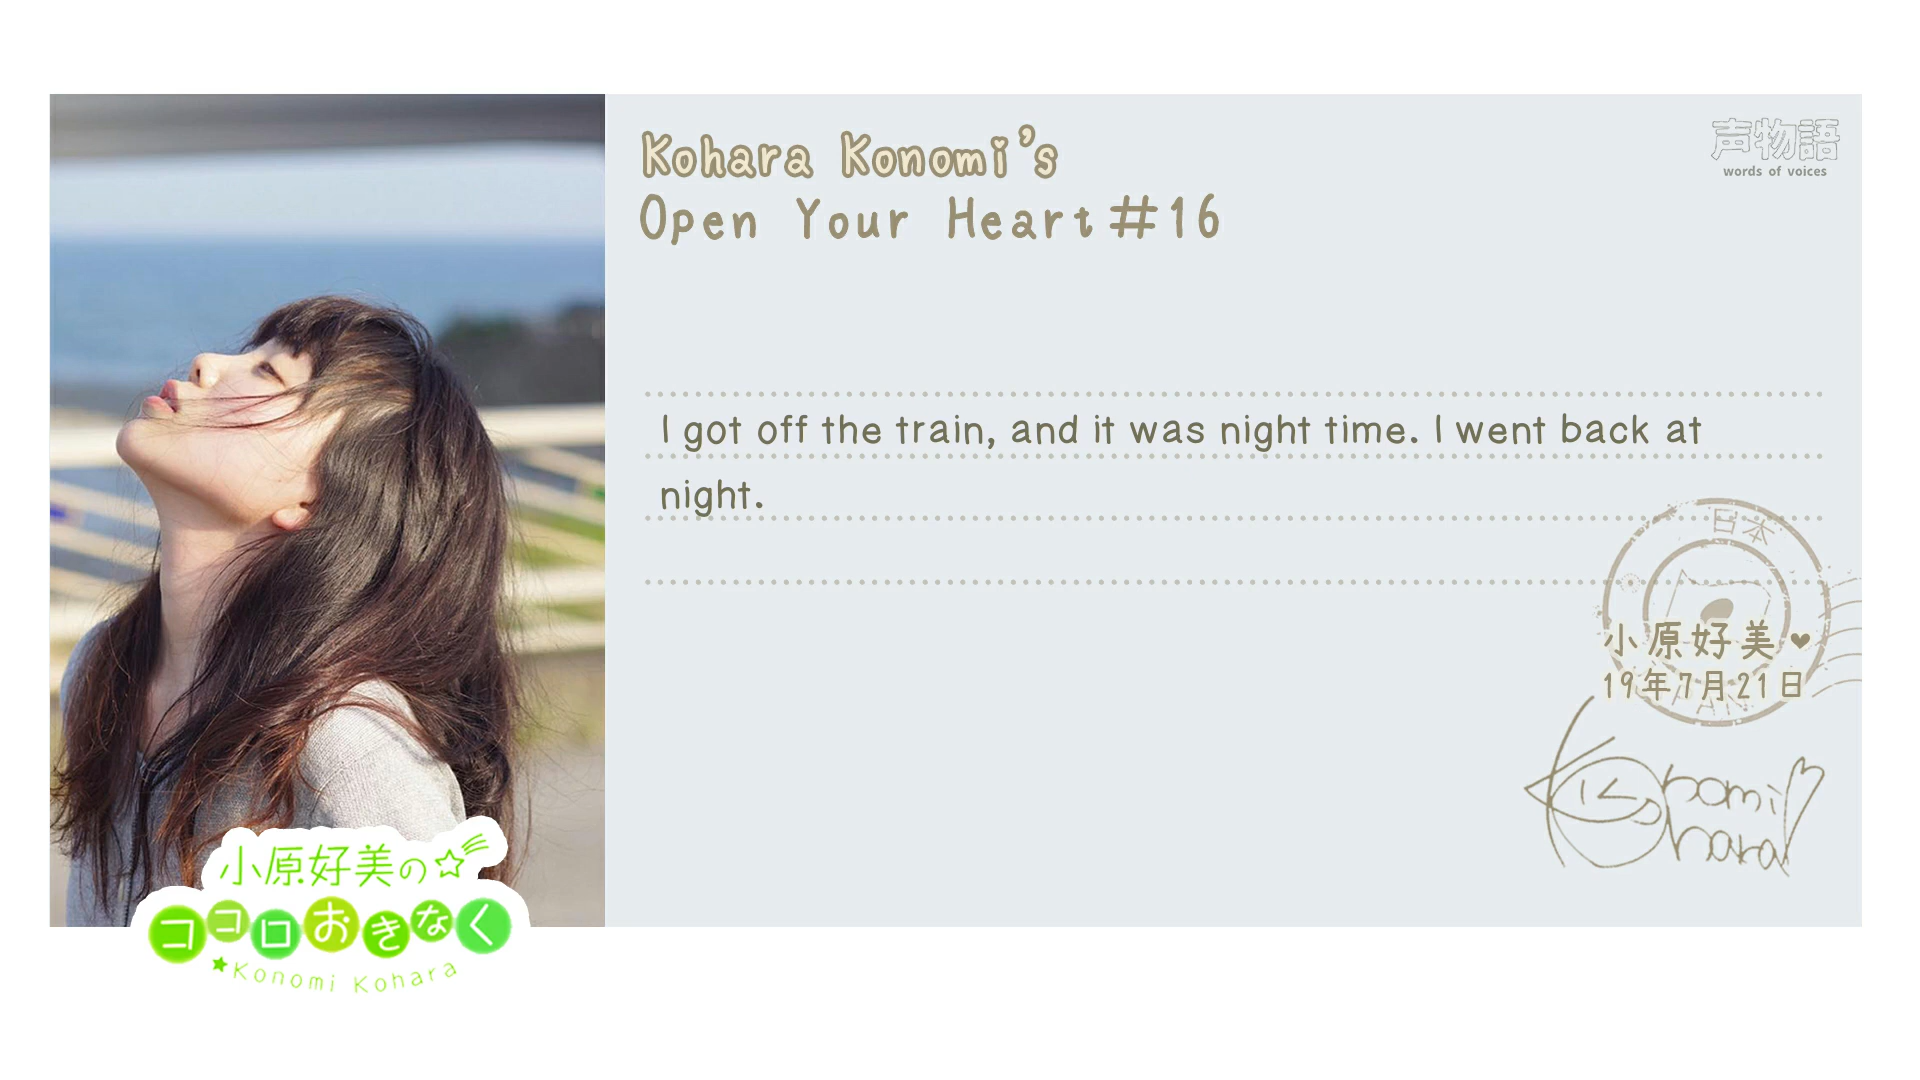 Kohara Konomi's
Open Your Heart#16
声物語
words of voices
I got off the train, and it was night time. I went back at
night.
日本
小原好美♥
19年7月21日
Konomi
Kohara
小原好美の☆
ココロおきなく
★Konomi Kohara